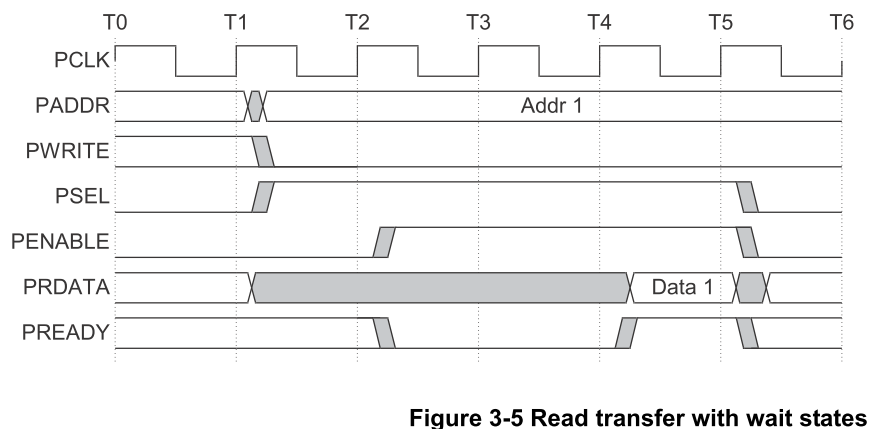 T0 T1 T2 T3 T4 T5 T6
PCLK
PADDR Addr 1
PWRITE
PSEL
PENABLE
PRDATA Data 1
PREADY
Figure 3-5 Read transfer with wait states